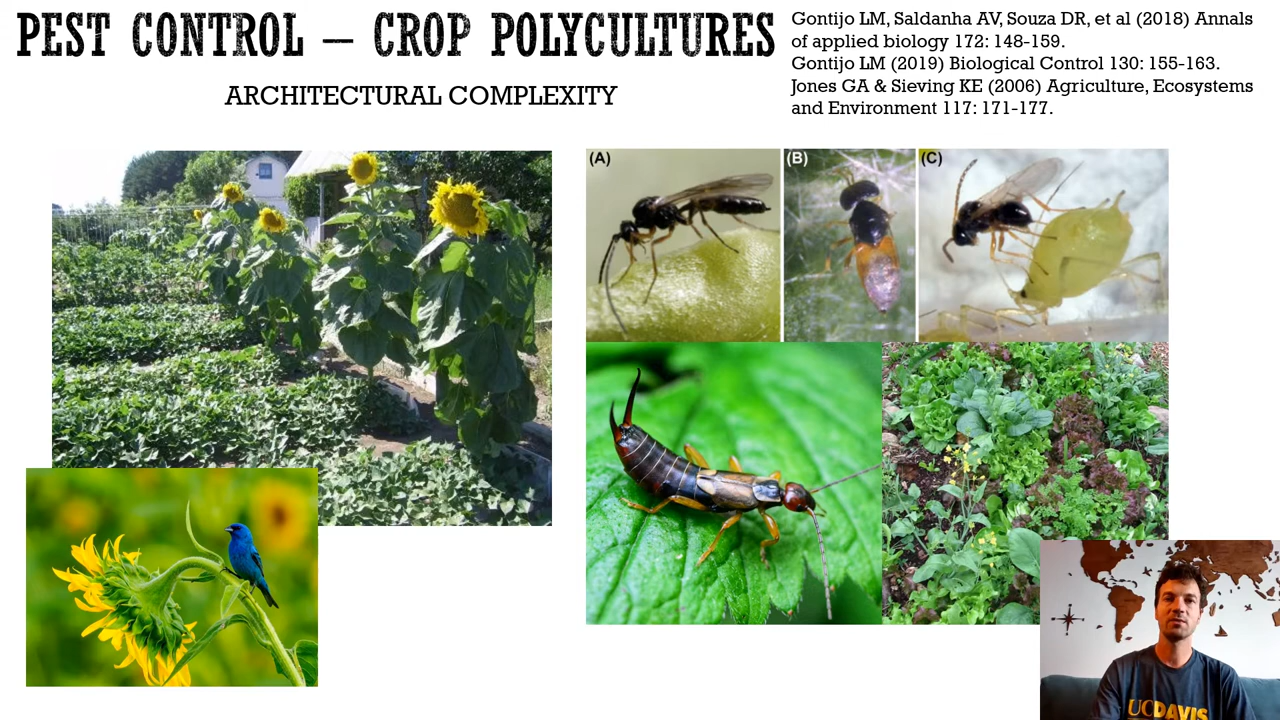 PEST CONTROL – CROP POLYCULTURES
ARCHITECTURAL COMPLEXITY
Gontijo LM, Saldanha AV, Souza DR, et al (2018) Annals
of applied biology 172: 148-159.
Gontijo LM (2019) Biological Control 130: 155-163.
Jones GA & Sieving KE (2006) Agriculture, Ecosystems
and Environment 117: 171-177.
(A) (B) (C)
UC DAVIS